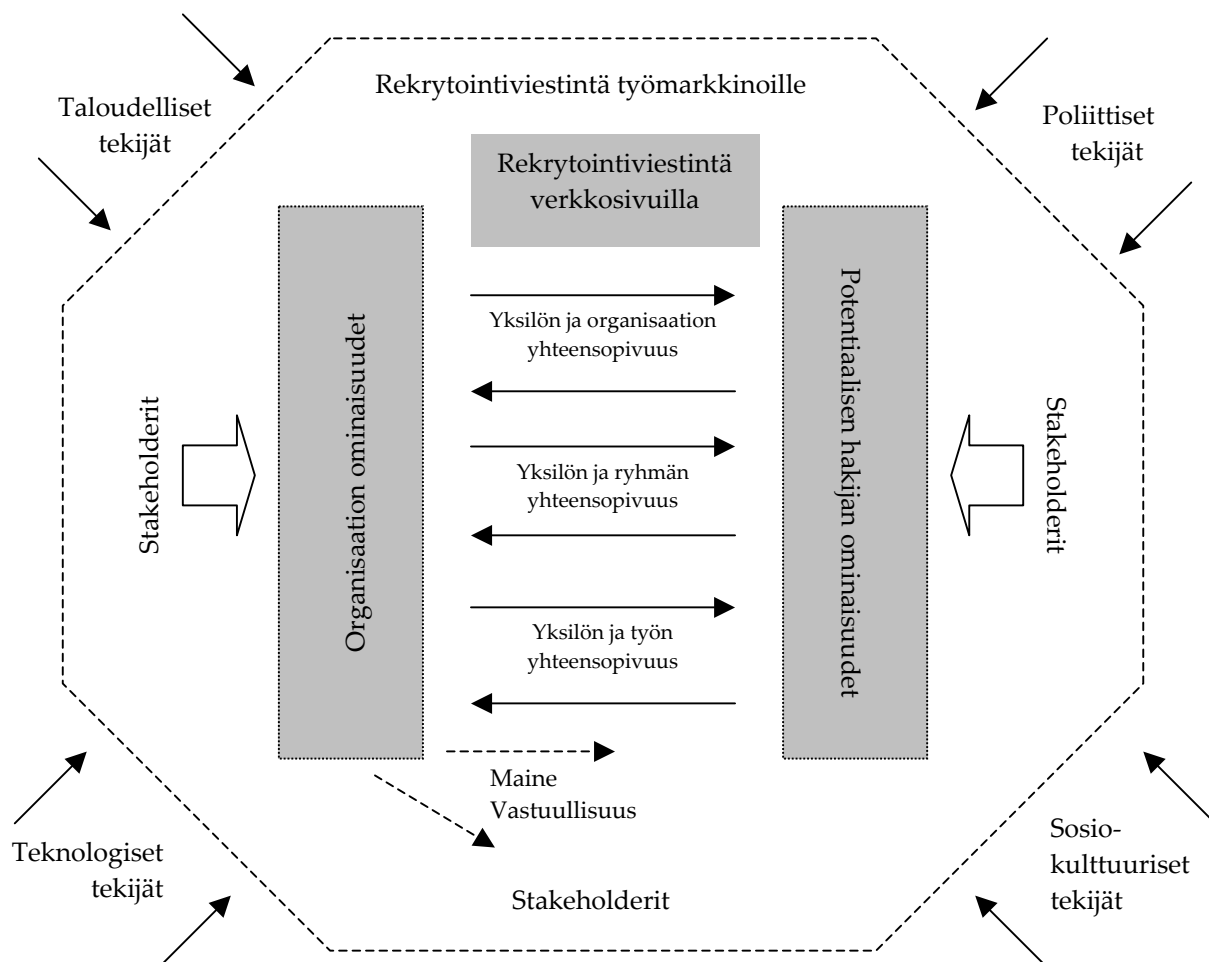 Rekrytointiviestintä työmarkkinoille
Taloudelliset
tekijät
Poliittiset
tekijät
Rekrytointiviestintä
verkkosivuilla
Stakeholderit
Organisaation ominaisuudet
Yksilön ja organisaation
yhteensopivuus
Yksilön ja ryhmän
yhteensopivuus
Yksilön ja työn
yhteensopivuus
Potentiaalisen hakijan ominaisuudet
Stakeholderit
Maine
Vastuullisuus
Teknologiset
tekijät
Sosio-
kulttuuriset
tekijät
Stakeholderit